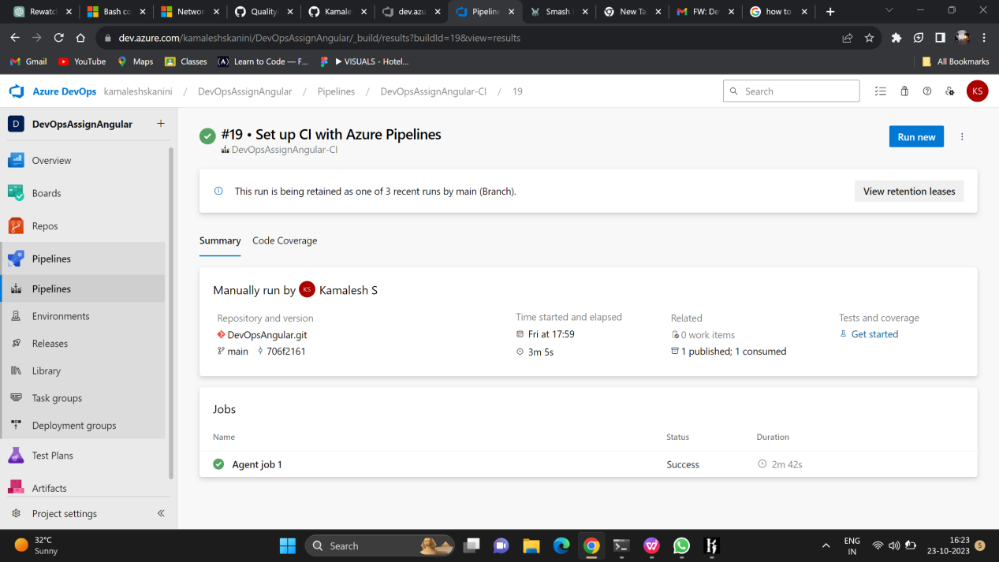 Rewatch
Bash co
Networ
Quality
Kamale
dev.azu
Pipeline
Smash
New Ta
FW: De
how to
dev.azure.com/kamaleshskanini/DevOpsAssignAngular/_build/results?buildId=19&view=results
Gmail
YouTube
Maps
Classes
Learn to Code — F...
▶ VISUALS - Hotel...
All Bookmarks
Azure DevOps kamaleshskanini / DevOpsAssignAngular / Pipelines / DevOpsAssignAngular-CI / 19
Search
KS
D DevOpsAssignAngular +
Overview
Boards
Repos
Pipelines
Pipelines
Environments
Releases
Library
Task groups
Deployment groups
Test Plans
Artifacts
Project settings
#19 • Set up CI with Azure Pipelines
DevOpsAssignAngular-CI
Run new
This run is being retained as one of 3 recent runs by main (Branch).
View retention leases
Summary
Code Coverage
Manually run by KS Kamalesh S
Repository and version
DevOpsAngular.git
main 706f2161
Time started and elapsed
Fri at 17:59
3m 5s
Related
0 work items
1 published; 1 consumed
Tests and coverage
Get started
Jobs
Name Status Duration
Agent job 1 Success 2m 42s
32°C
Sunny
Search
ENG
IN
16:23
23-10-2023
5